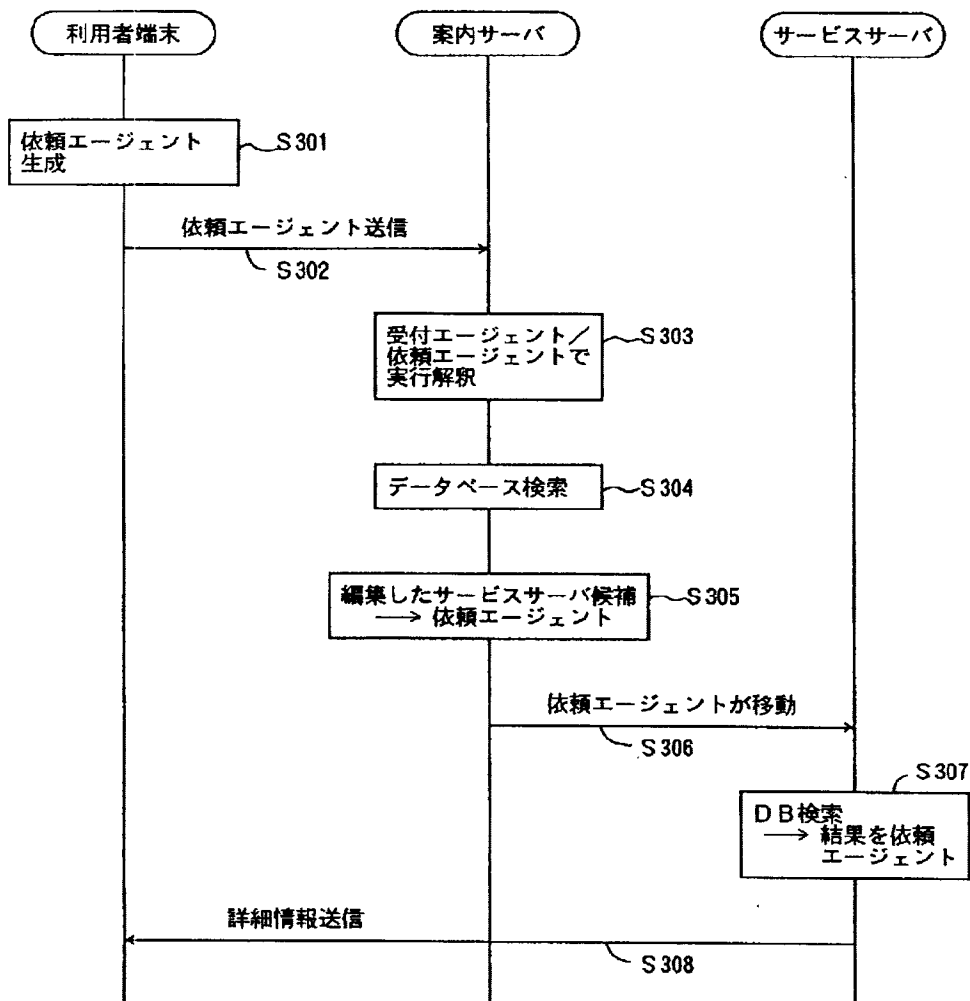 利用者端末
案内サーバ
サービスサーバ
依頼エージェント
生成
S301
依頼エージェント送信
S302
受付エージェント／
依頼エージェントで
実行解釈
S303
データベース検索
S304
編集したサービスサーバ候補
→ 依頼エージェント
S305
依頼エージェントが移動
S306
S307
DB検索
→ 結果を依頼
エージェント
詳細情報送信
S308